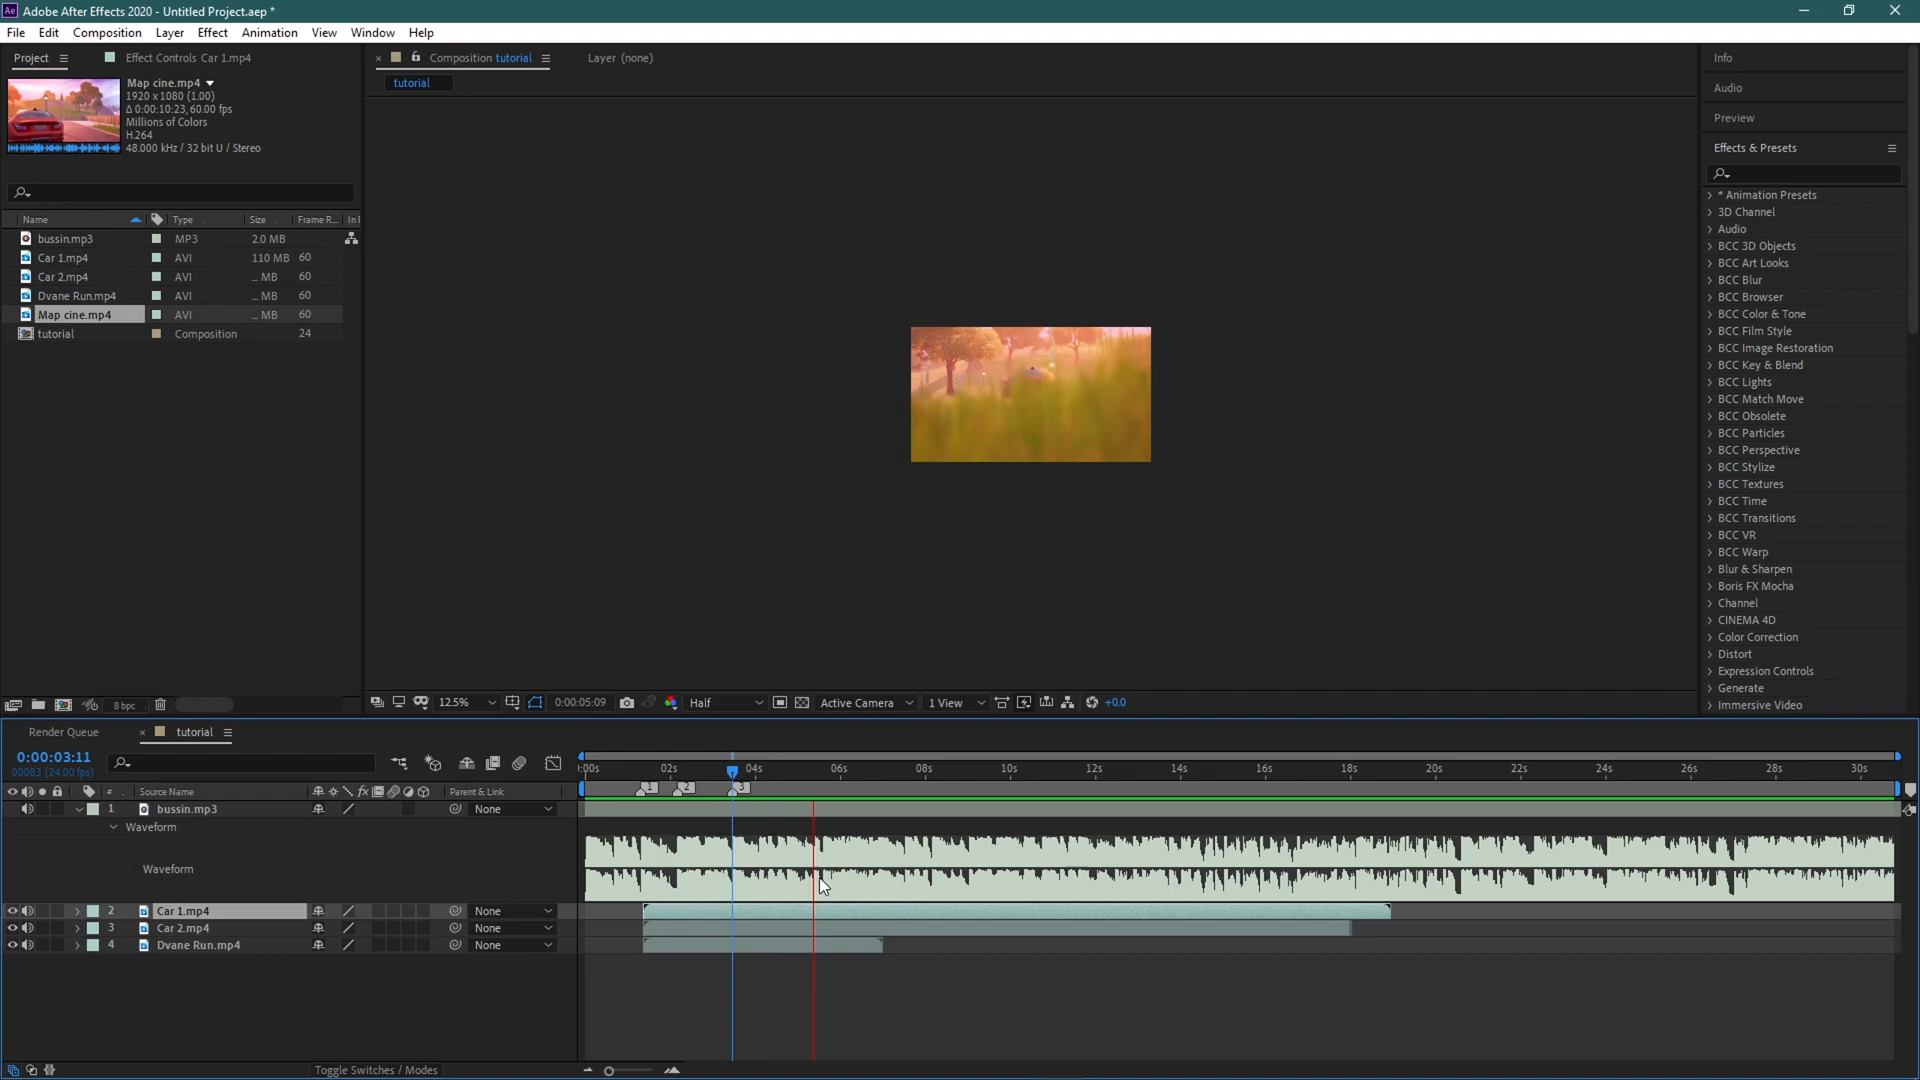 Adobe After Effects 2020 - Untitled Project.aep *
File Edit Composition Layer Effect Animation View Window Help
Project Effect Controls Car 1.mp4
Map cine.mp4
1920 x 1080 (1.00)
Δ 0:00:10:23, 60.00 fps
Millions of Colors
H.264
48.000 kHz / 32 bit U / Stereo
Name Type Size Frame R... In
bussin.mp3 MP3 2.0 MB
Car 1.mp4 AVI 110 MB 60
Car 2.mp4 AVI ... MB 60
Dvane Run.mp4 AVI ... MB 60
Map cine.mp4 AVI ... MB 60
tutorial Composition 24
8 bpc
Composition tutorial Layer (none)
tutorial
12.5% 0:00:05:09 Half Active Camera 1 View +0.0
Info
Audio
Preview
Effects & Presets
* Animation Presets
3D Channel
Audio
BCC 3D Objects
BCC Art Looks
BCC Blur
BCC Browser
BCC Color & Tone
BCC Film Style
BCC Image Restoration
BCC Key & Blend
BCC Lights
BCC Match Move
BCC Obsolete
BCC Particles
BCC Perspective
BCC Stylize
BCC Textures
BCC Time
BCC Transitions
BCC VR
BCC Warp
Blur & Sharpen
Boris FX Mocha
Channel
CINEMA 4D
Color Correction
Distort
Expression Controls
Generate
Immersive Video
Render Queue tutorial
0:00:03:11
00083 (24.00 fps)
:00s 02s 04s 06s 08s 10s 12s 14s 16s 18s 20s 22s 24s 26s 28s 30s
1 2 3
# Source Name fx Parent & Link
1 bussin.mp3 None
Waveform
Waveform
2 Car 1.mp4 None
3 Car 2.mp4 None
4 Dvane Run.mp4 None
Toggle Switches / Modes